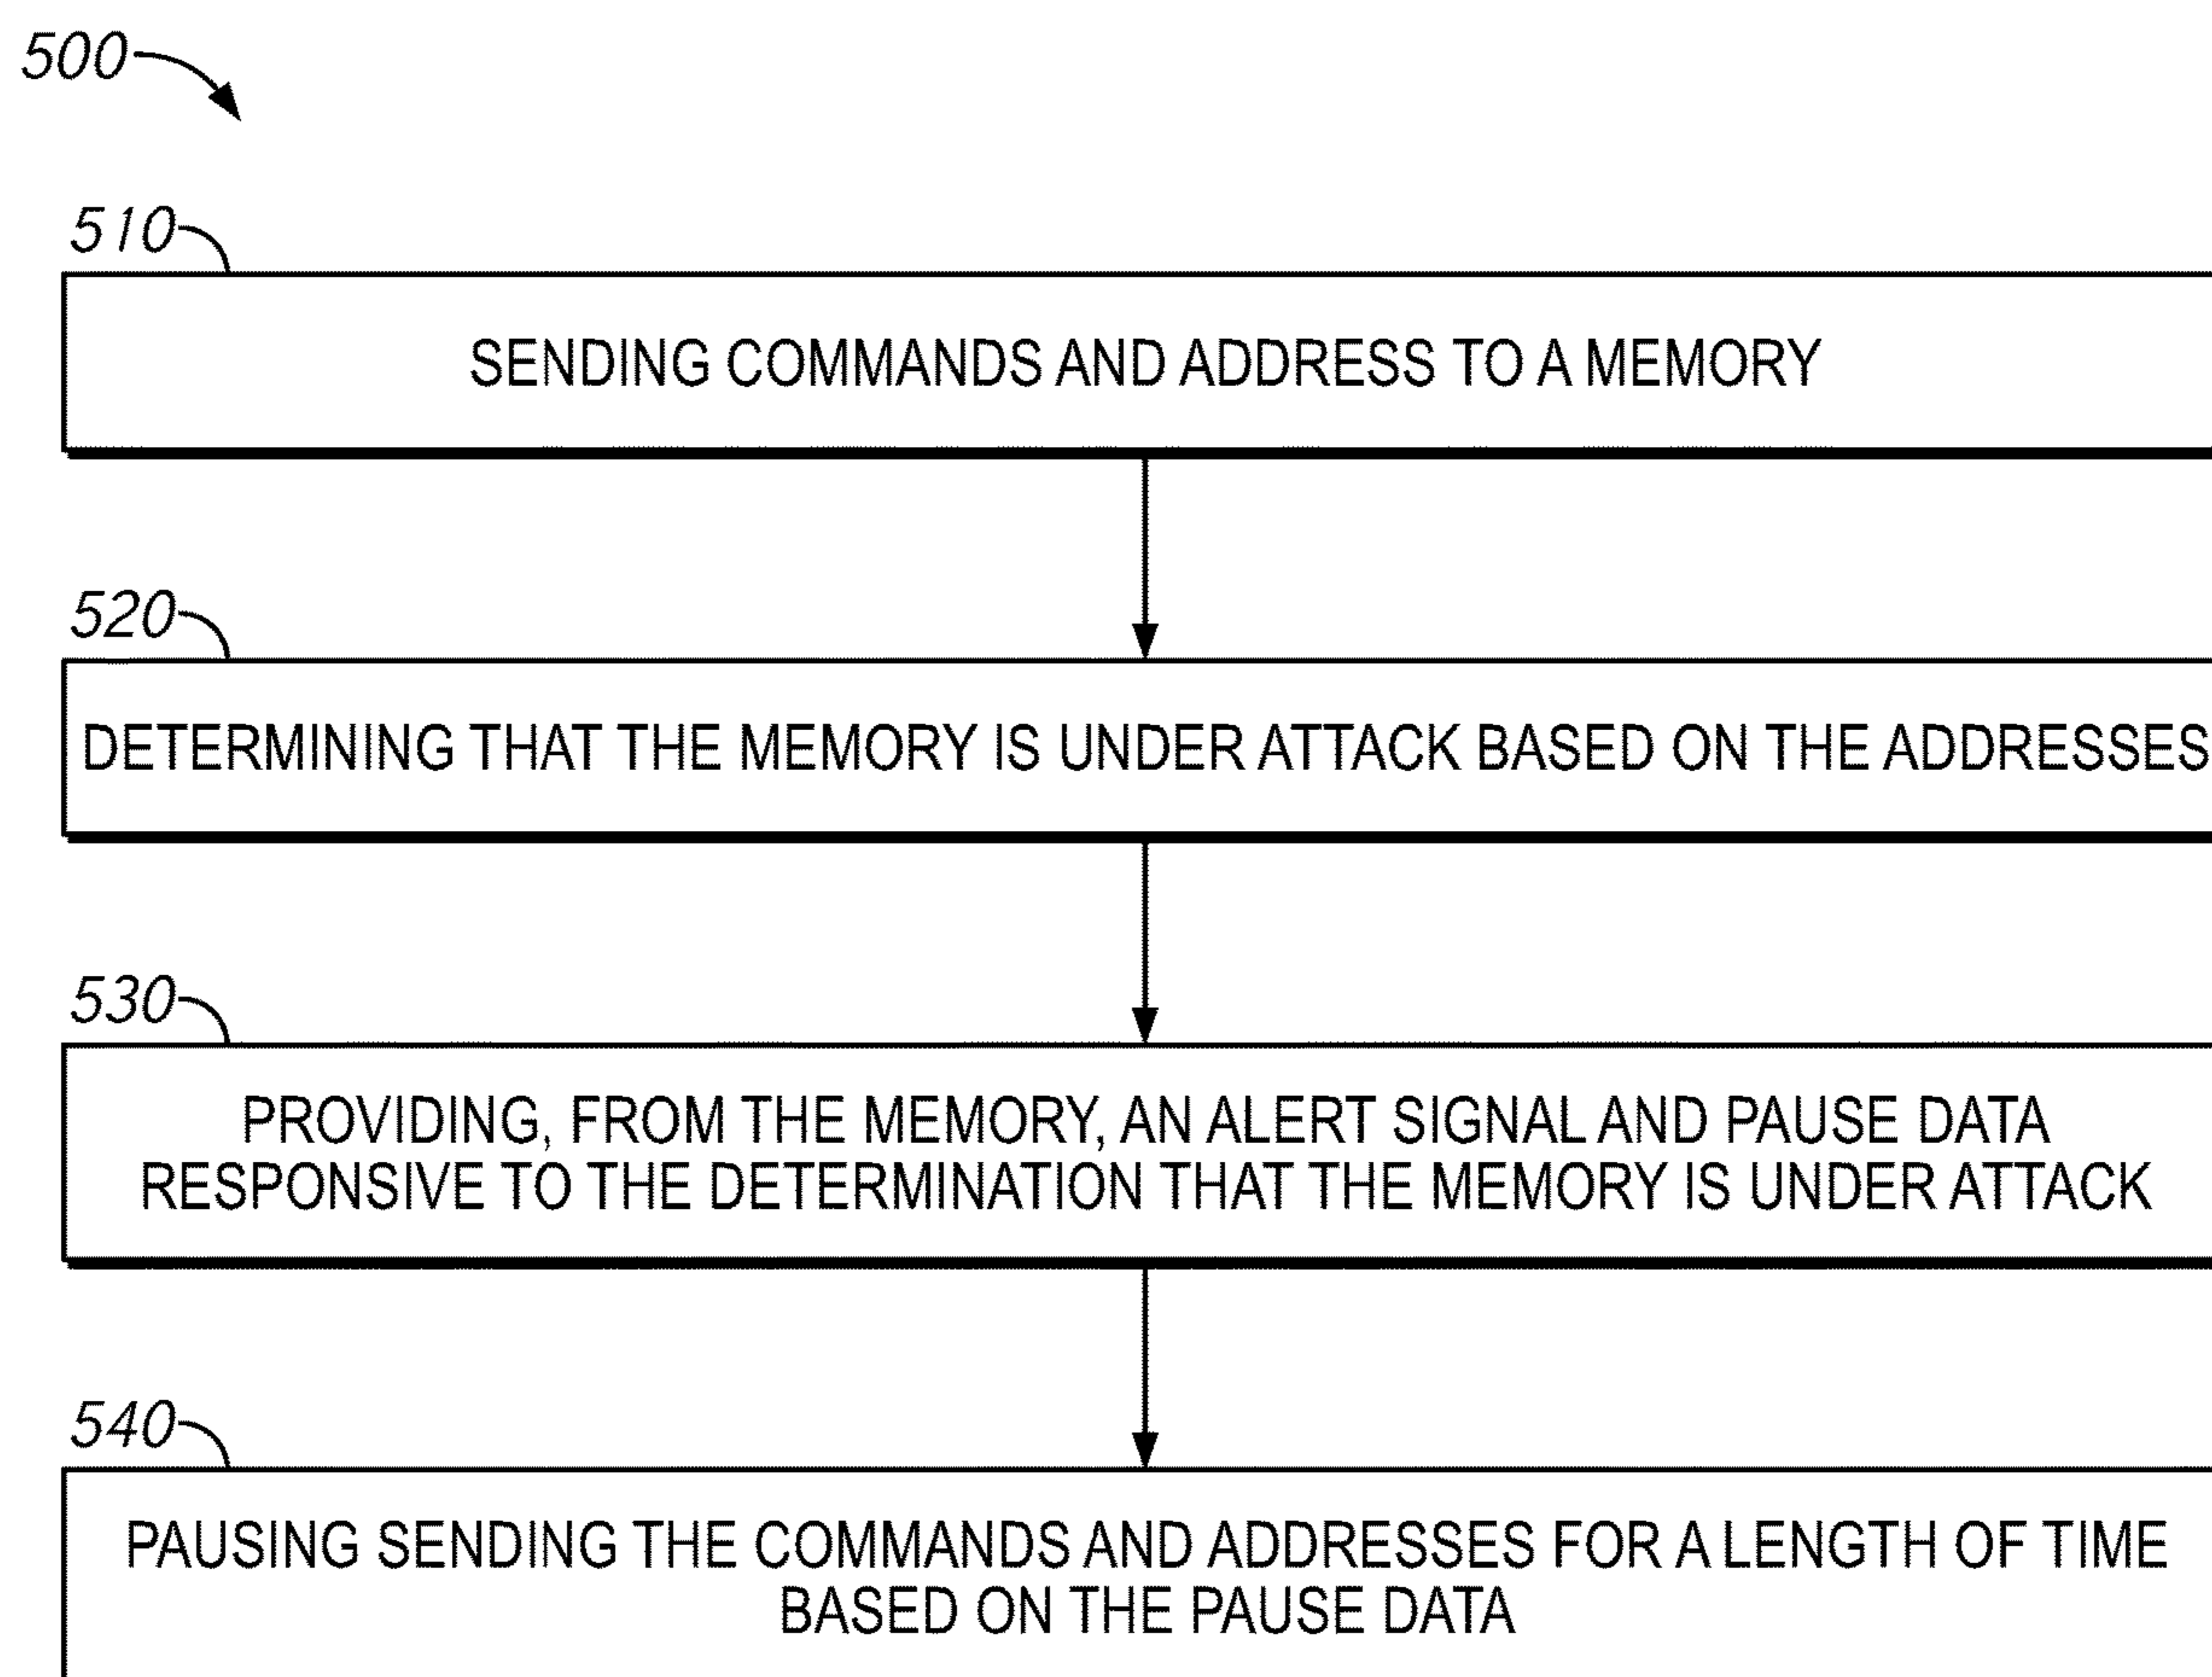 500
510
SENDING COMMANDS AND ADDRESS TO A MEMORY
520
DETERMINING THAT THE MEMORY IS UNDER ATTACK BASED ON THE ADDRESSES
530
PROVIDING, FROM THE MEMORY, AN ALERT SIGNAL AND PAUSE DATA
RESPONSIVE TO THE DETERMINATION THAT THE MEMORY IS UNDER ATTACK
540
PAUSING SENDING THE COMMANDS AND ADDRESSES FOR A LENGTH OF TIME
BASED ON THE PAUSE DATA